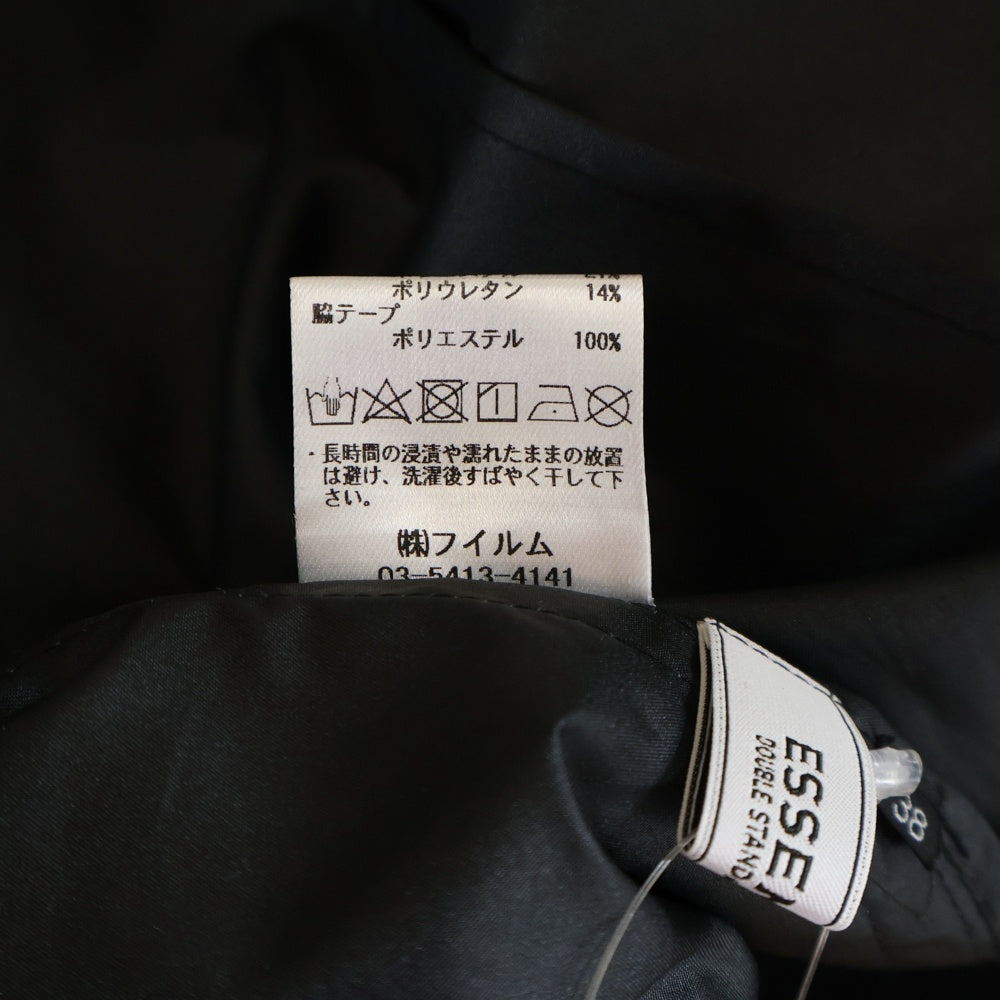 21%
ポリウレタン 14%
脇テープ
ポリエステル 100%
・長時間の浸漬や濡れたままの放置
は避け、洗濯後すばやく干して下
さい。
㈱フイルム
03-5413-4141
ESSE
DOUBLE STAND
38